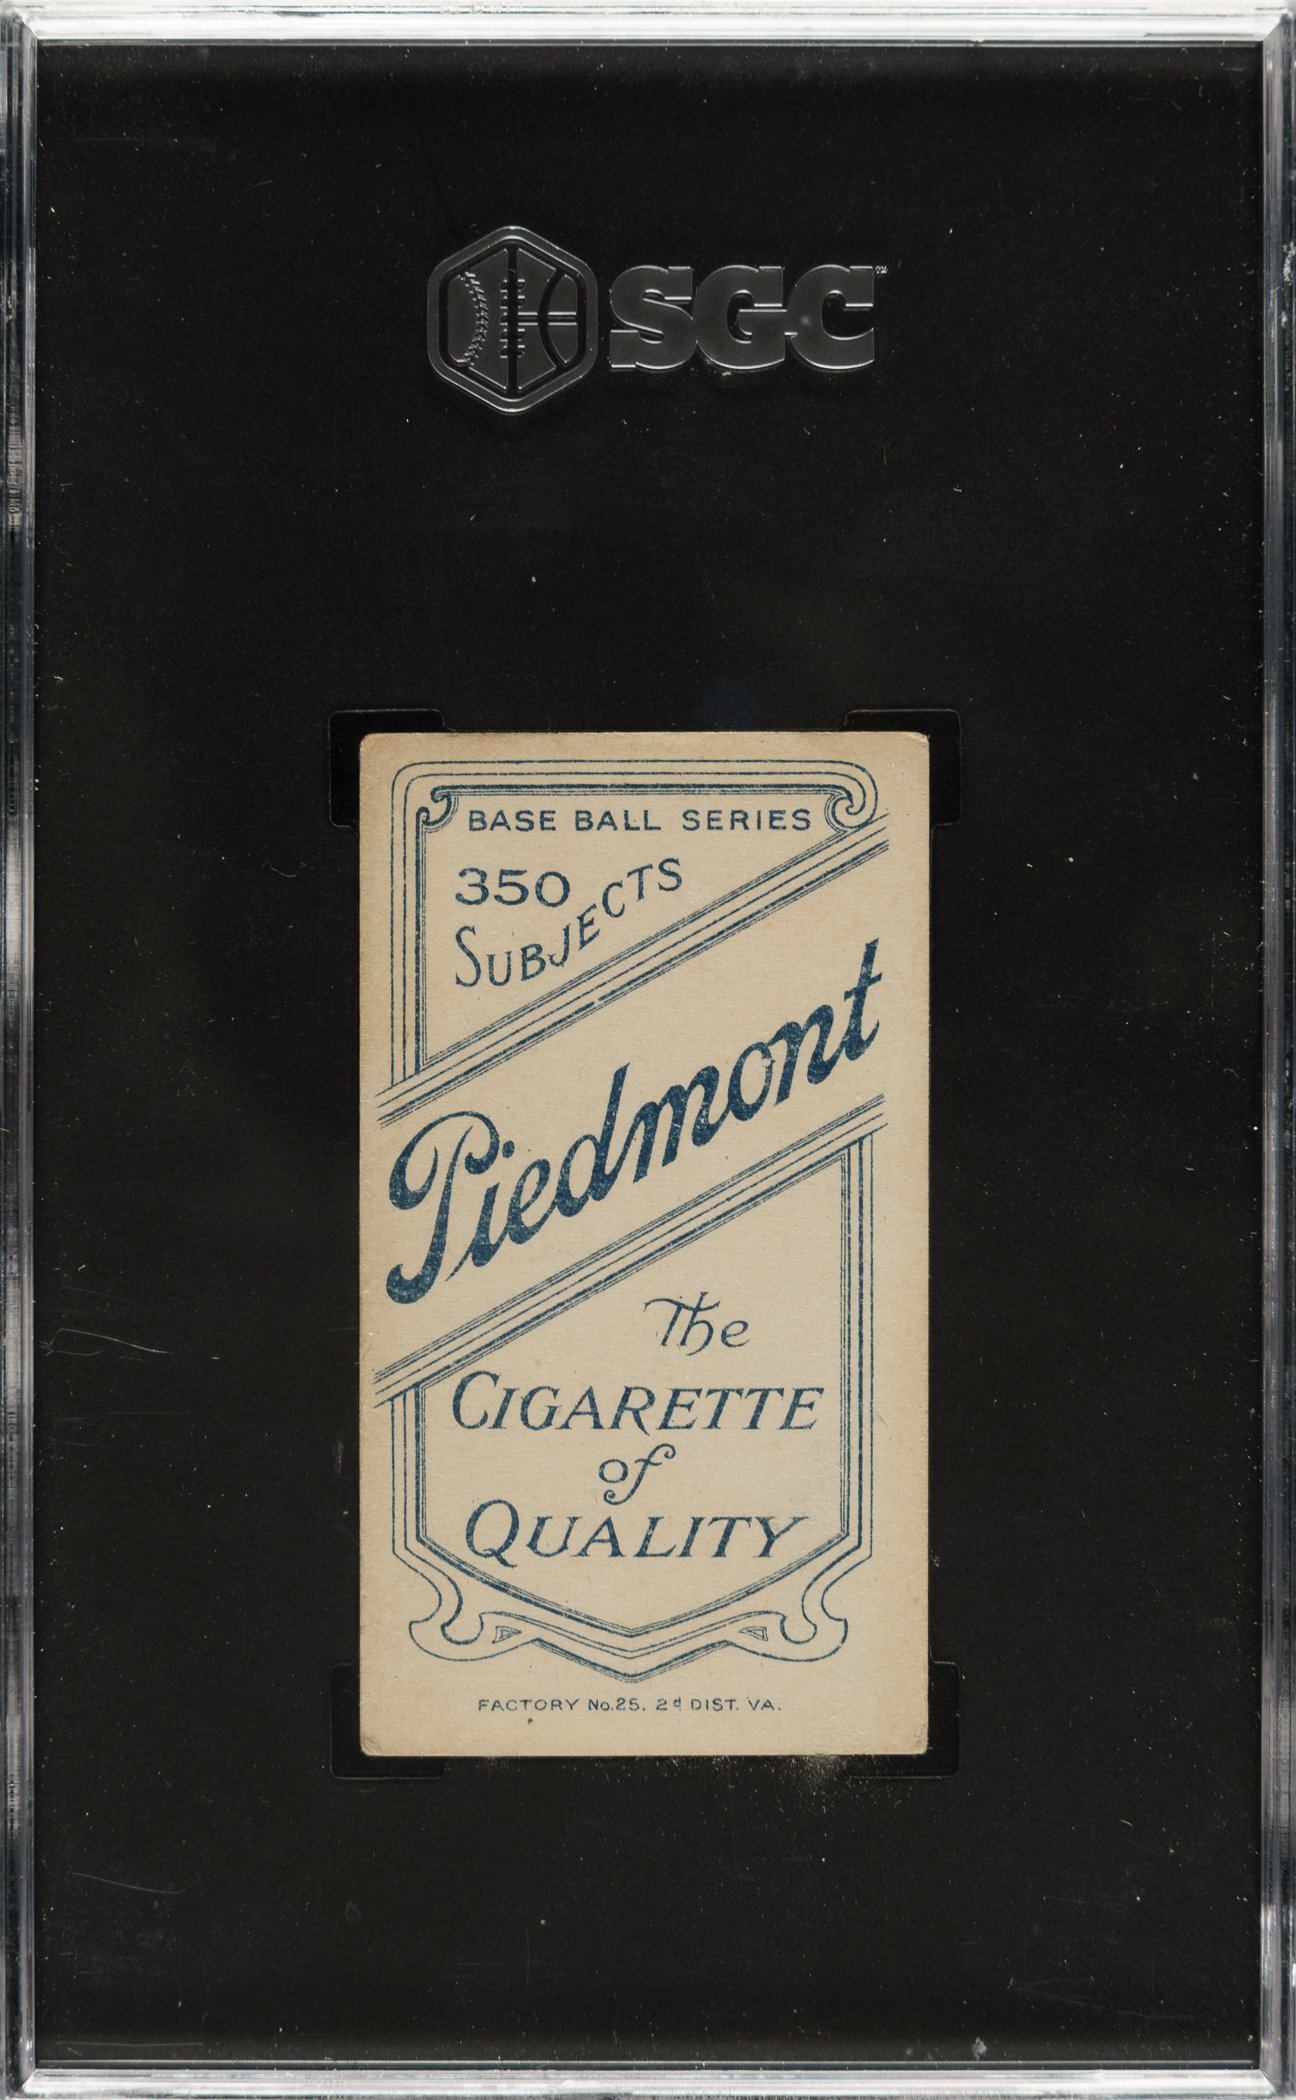 SGC
BASE BALL SERIES
350
SUBJECTS
Piedmont
The
CIGARETTE
of
QUALITY
FACTORY No.25. 2d DIST. VA.